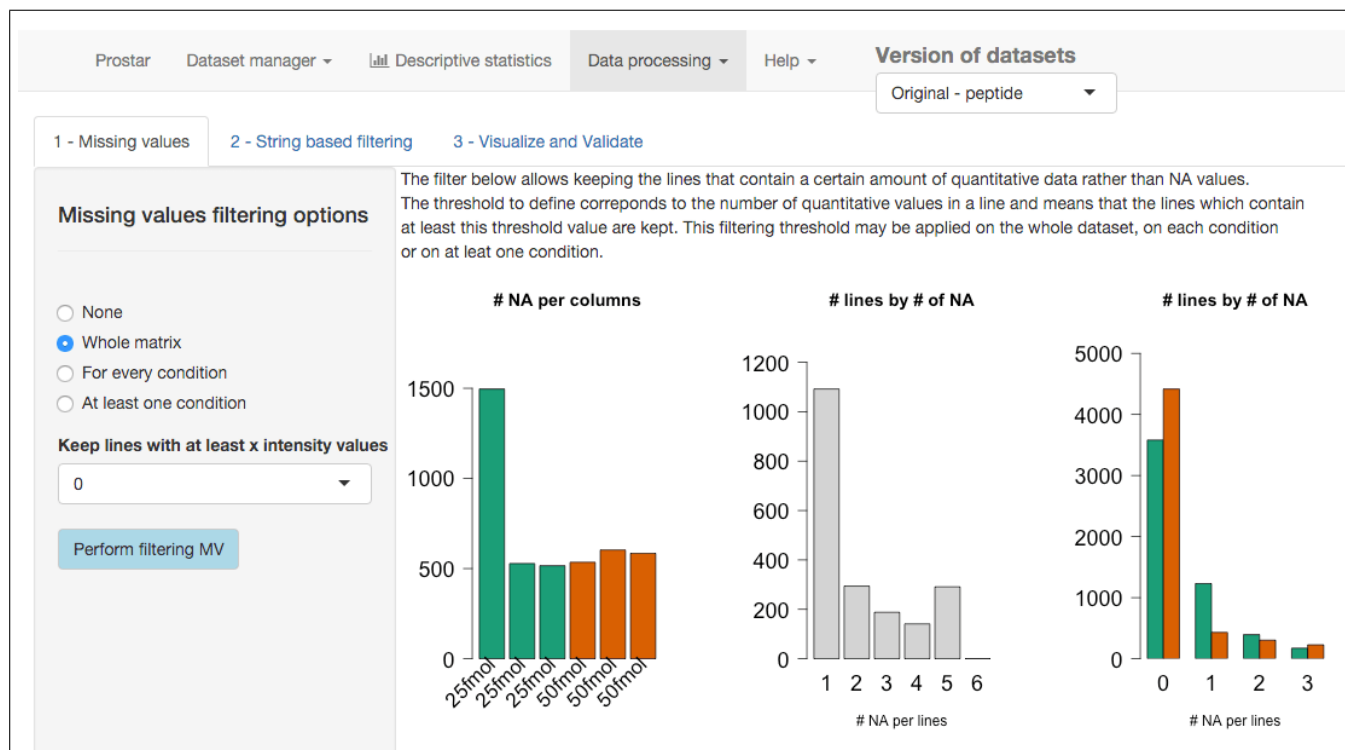 Prostar
Dataset manager
Descriptive statistics
Data processing
Help
Version of datasets
Original - peptide
1 - Missing values
2 - String based filtering
3 - Visualize and Validate
Missing values filtering options
None
Whole matrix
For every condition
At least one condition
Keep lines with at least x intensity values
0
Perform filtering MV
The filter below allows keeping the lines that contain a certain amount of quantitative data rather than NA values.
The threshold to define correponds to the number of quantitative values in a line and means that the lines which contain
at least this threshold value are kept. This filtering threshold may be applied on the whole dataset, on each condition
or on at leat one condition.
# NA per columns
1500
1000
500
0
25fmol
25fmol
25fmol
50fmol
50fmol
50fmol
# lines by # of NA
1200
1000
800
600
400
200
0
1 2 3 4 5 6
# NA per lines
# lines by # of NA
5000
4000
3000
2000
1000
0
0 1 2 3
# NA per lines